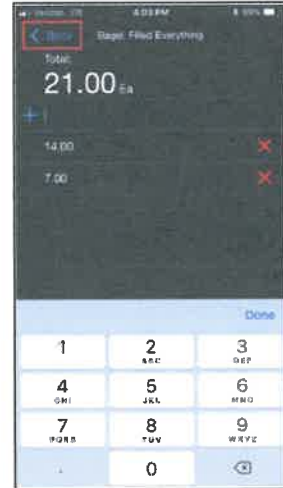 4:03 PM
Back Bagel, Filled Everything
Total:
21.00 Ea
+
14.00
7.00
Done
1 2 3
ABC DEF
4 5 6
GHI JKL MNO
7 8 9
PQRS TUV WXYZ
. 0